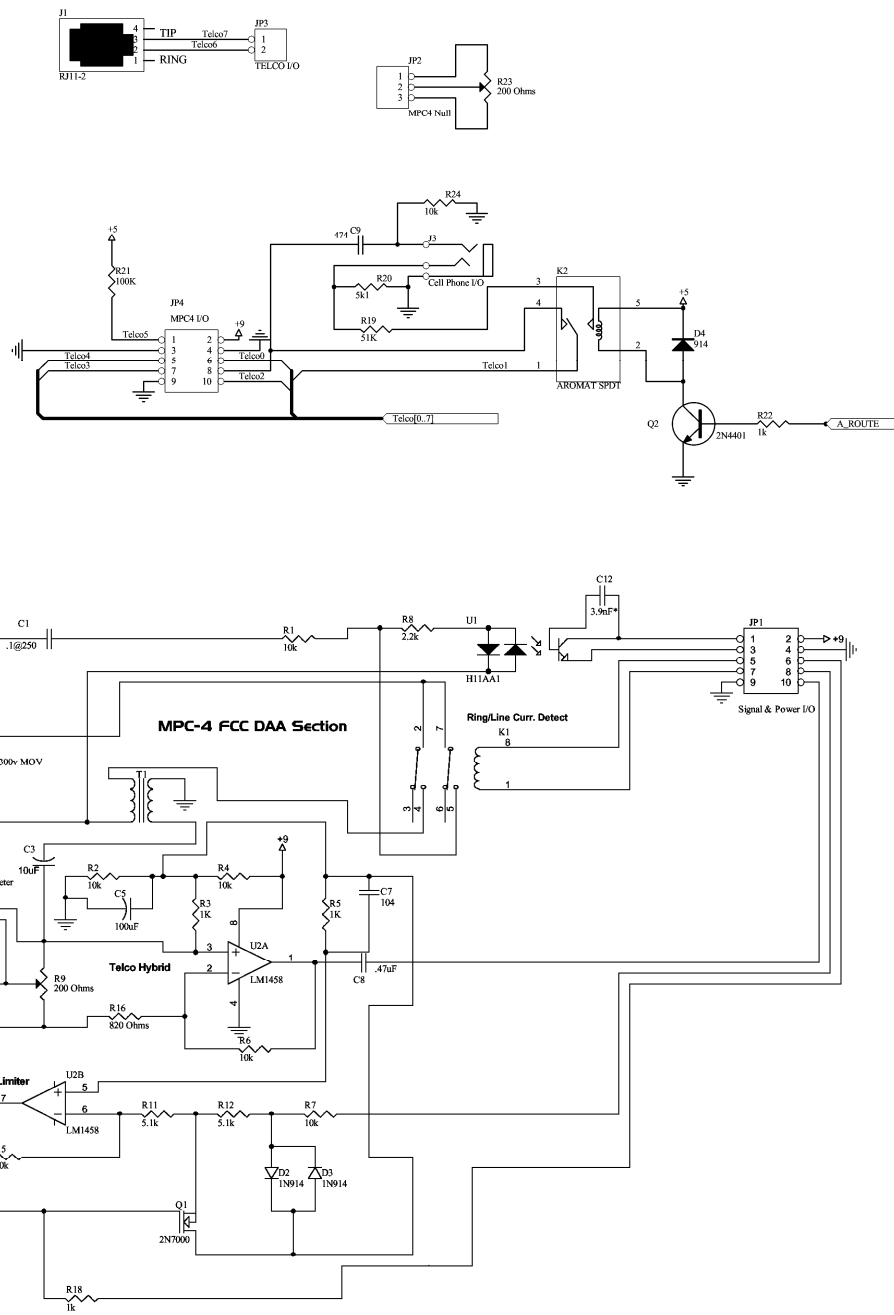 J1
4
3
2
1
TIP
RING
RJ11-2
Telco7
Telco6
JP3
1
2
TELCO I/O
JP2
1
2
3
MPC4 Null
R23
200 Ohms
R24
10k
+5
474 C9
J3
R21
100K
R20
5k1
Cell Phone I/O
K2
3
4
5
2
1
+5
JP4
MPC4 I/O
+9
R19
51K
D4
914
Telco5
1 2
3 4
5 6
7 8
9 10
Telco4
Telco3
Telco0
Telco2
Telco1
AROMAT SPDT
Telco[0..7]
Q2
2N4401
R22
1k
A_ROUTE
C12
3.9nF*
C1
.1@250
R1
10k
R8
2.2k
U1
H11AA1
JP1
1 2
3 4
5 6
7 8
9 10
+9
Signal & Power I/O
MPC-4 FCC DAA Section
Ring/Line Curr. Detect
K1
8
1
2
7
3
4
6
5
300v MOV
T1
C3
10uF
eter
R2
10k
C5
100uF
R4
10k
+9
R3
1K
R5
1K
C7
104
8
U2A
3
2
1
4
LM1458
C8
.47uF
Telco Hybrid
R9
200 Ohms
R16
820 Ohms
R6
10k
Limiter
U2B
7
5
6
LM1458
R11
5.1k
R12
5.1k
R7
10k
5
0k
D2
1N914
D3
1N914
Q1
2N7000
R18
1k